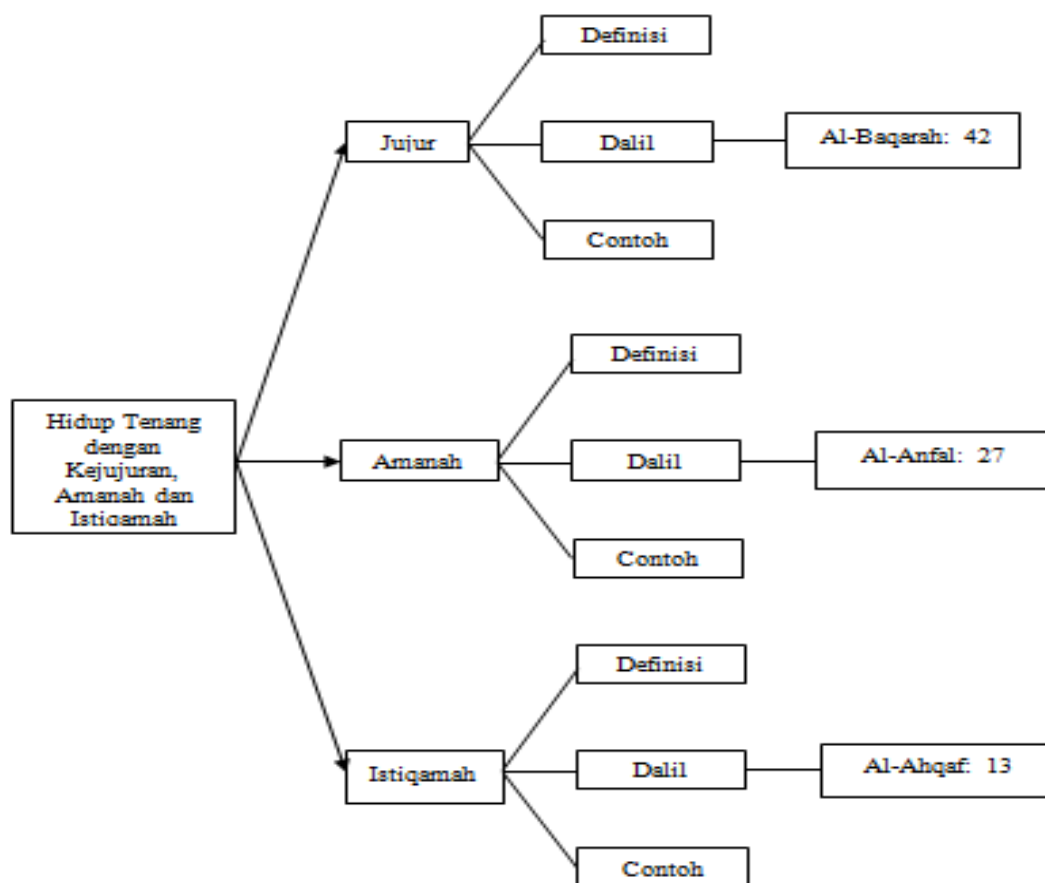 Definisi
Jujur
Dalil
Al-Baqarah: 42
Contoh
Hidup Tenang
dengan
Kejujuran,
Amanah dan
Istiqamah
Definisi
Amanah
Dalil
Al-Anfal: 27
Contoh
Definisi
Istiqamah
Dalil
Al-Ahqaf: 13
Contoh